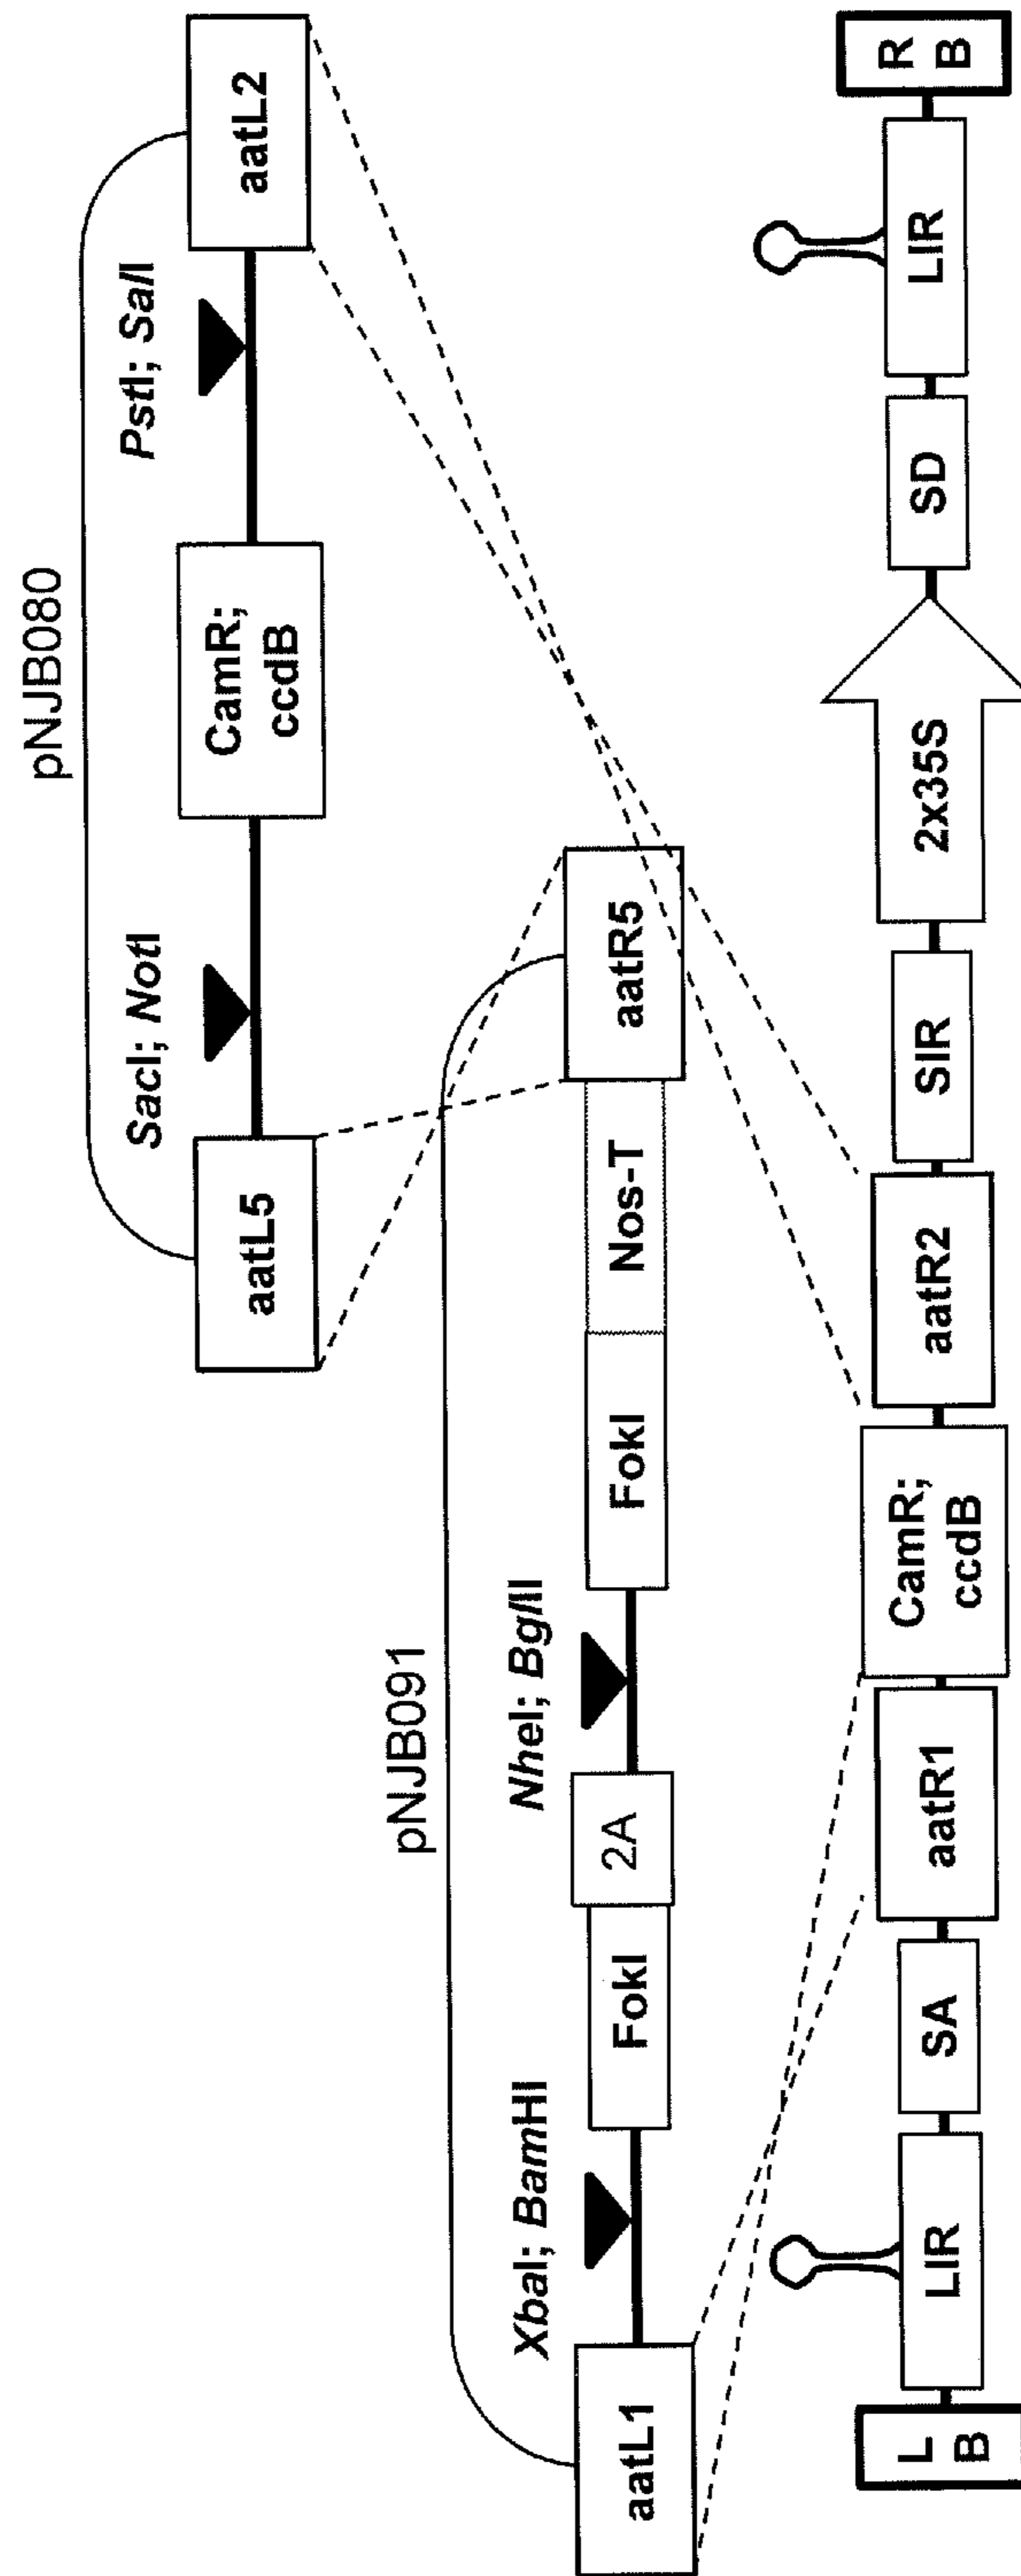 pNJB080
SacI; NotI
PstI; SalI
aatL5
CamR;
ccdB
aatL2
pNJB091
XbaI; BamHI
NheI; BglII
aatL1
FokI
2A
FokI
Nos-T
aatR5
L
B
LIR
SA
aatR1
CamR;
ccdB
aatR2
SIR
2x35S
SD
LIR
R
B